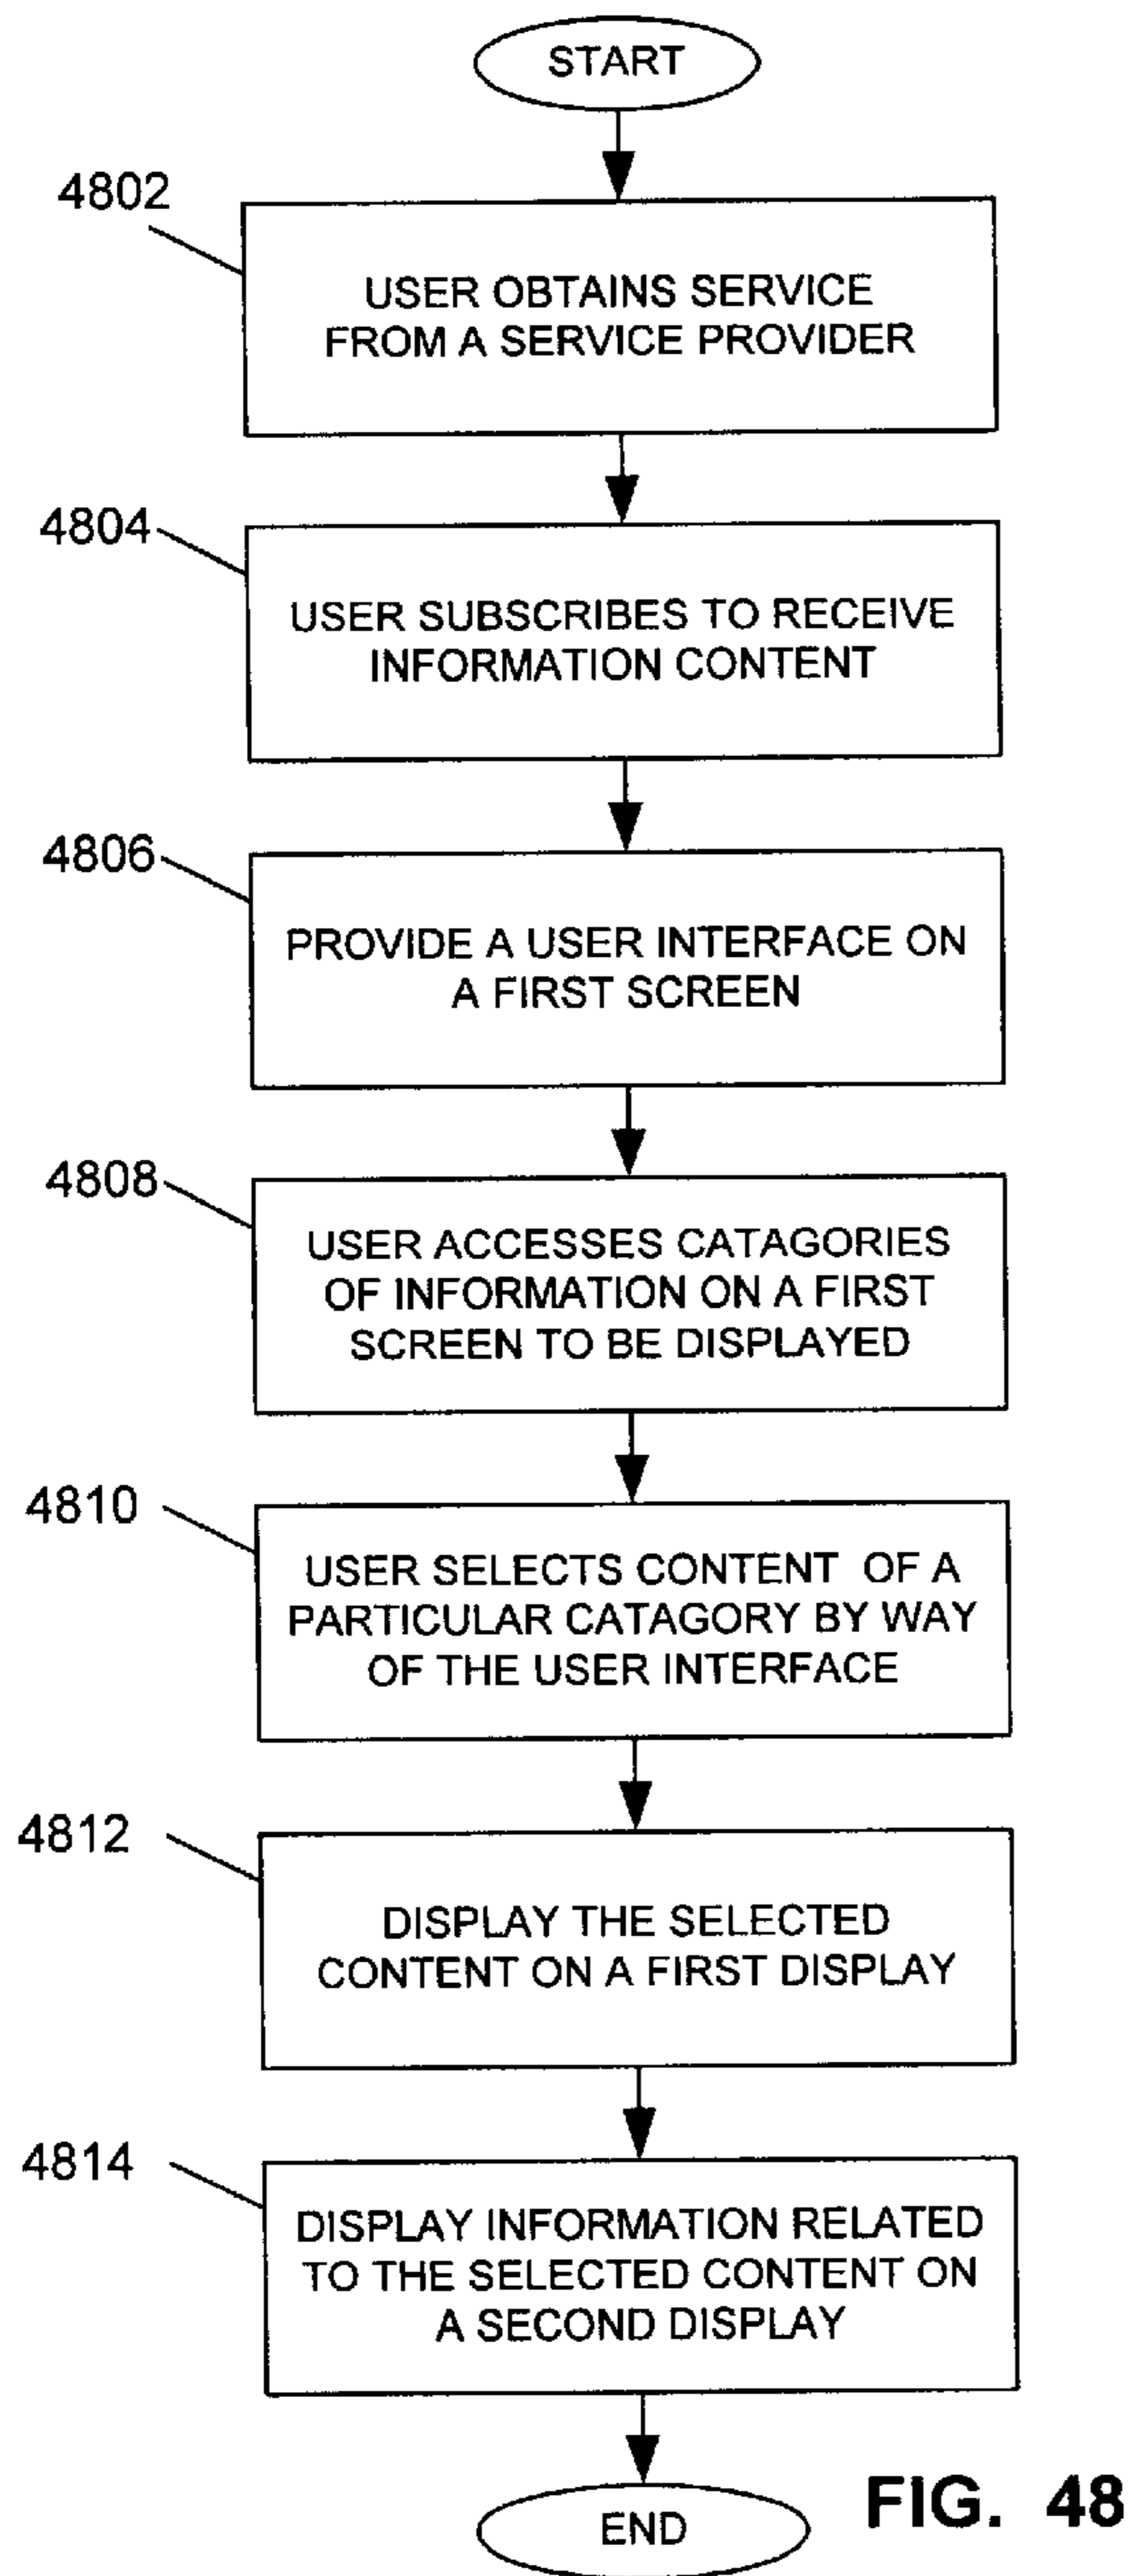 START
4802
USER OBTAINS SERVICE
FROM A SERVICE PROVIDER
4804
USER SUBSCRIBES TO RECEIVE
INFORMATION CONTENT
4806
PROVIDE A USER INTERFACE ON
A FIRST SCREEN
4808
USER ACCESSES CATAGORIES
OF INFORMATION ON A FIRST
SCREEN TO BE DISPLAYED
4810
USER SELECTS CONTENT OF A
PARTICULAR CATAGORY BY WAY
OF THE USER INTERFACE
4812
DISPLAY THE SELECTED
CONTENT ON A FIRST DISPLAY
4814
DISPLAY INFORMATION RELATED
TO THE SELECTED CONTENT ON
A SECOND DISPLAY
END
FIG. 48